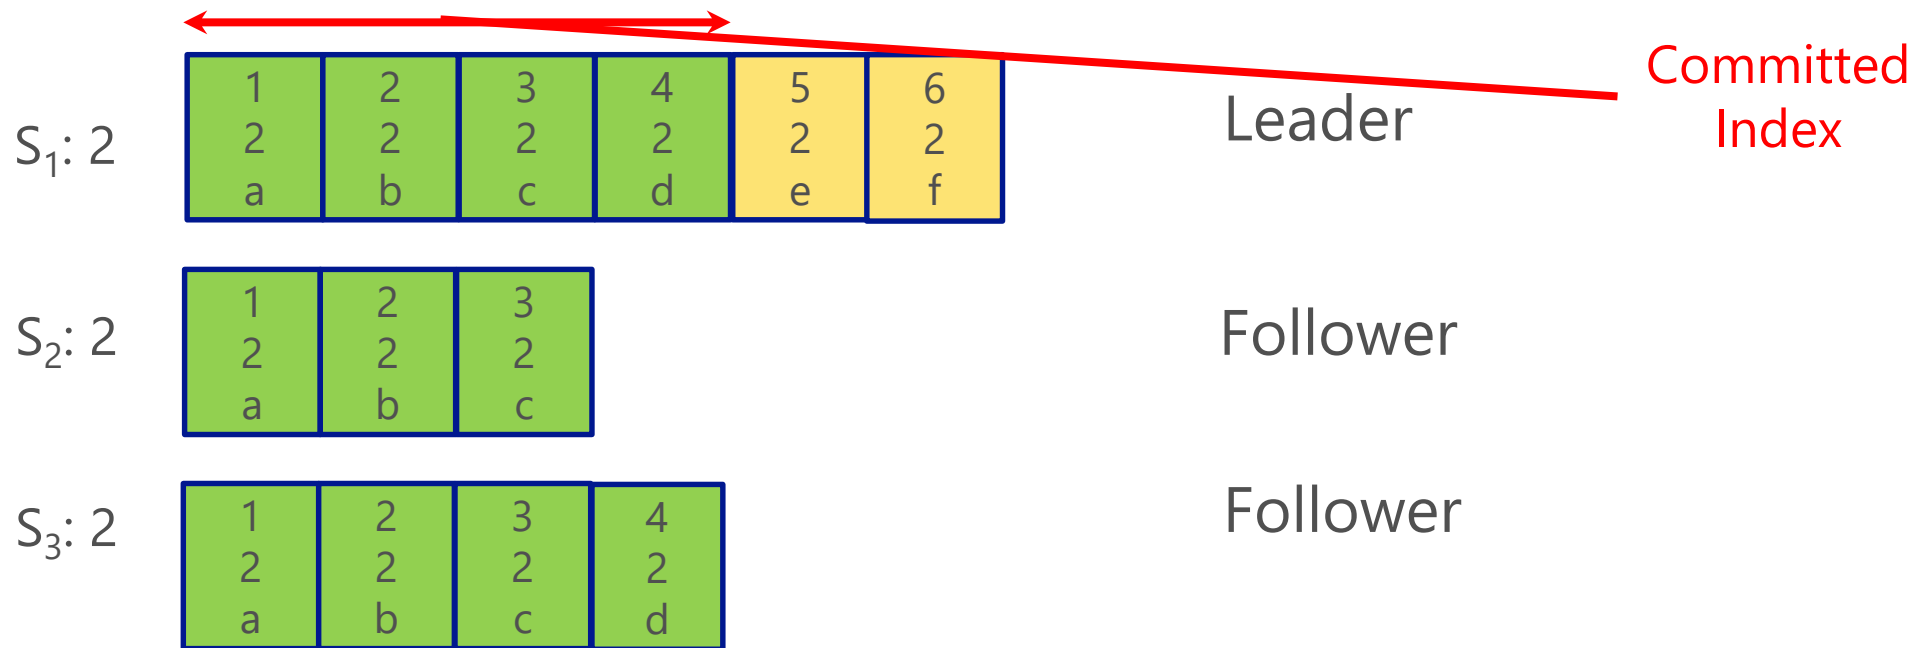 Committed
Index
1 2 3 4 5 6
S₁: 2 2 2 2 2 2 2 Leader
a b c d e f
1 2 3
S₂: 2 2 2 2 Follower
a b c
1 2 3 4
S₃: 2 2 2 2 2 Follower
a b c d